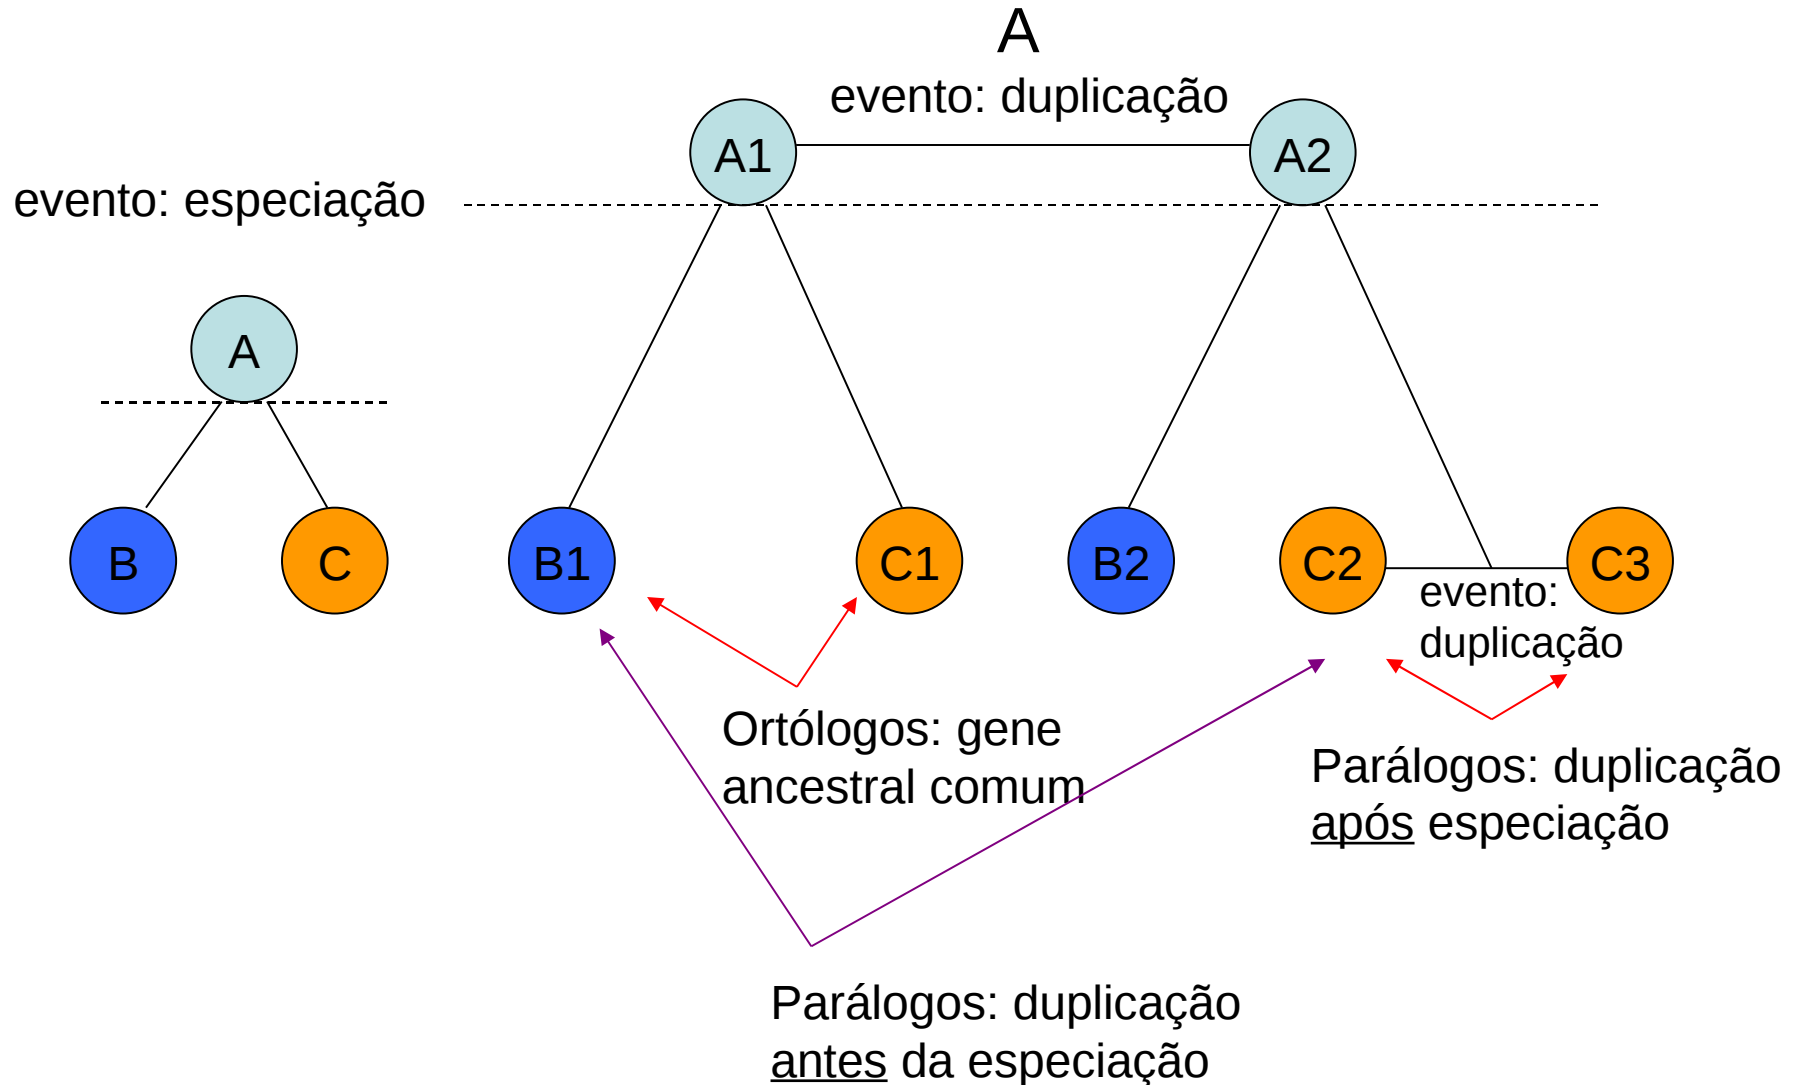 A
evento: duplicação
A1
A2
evento: especiação
A
B
C
B1
C1
B2
C2
C3
evento:
duplicação
Ortólogos: gene
ancestral comum
Parálogos: duplicação
após especiação
Parálogos: duplicação
antes da especiação